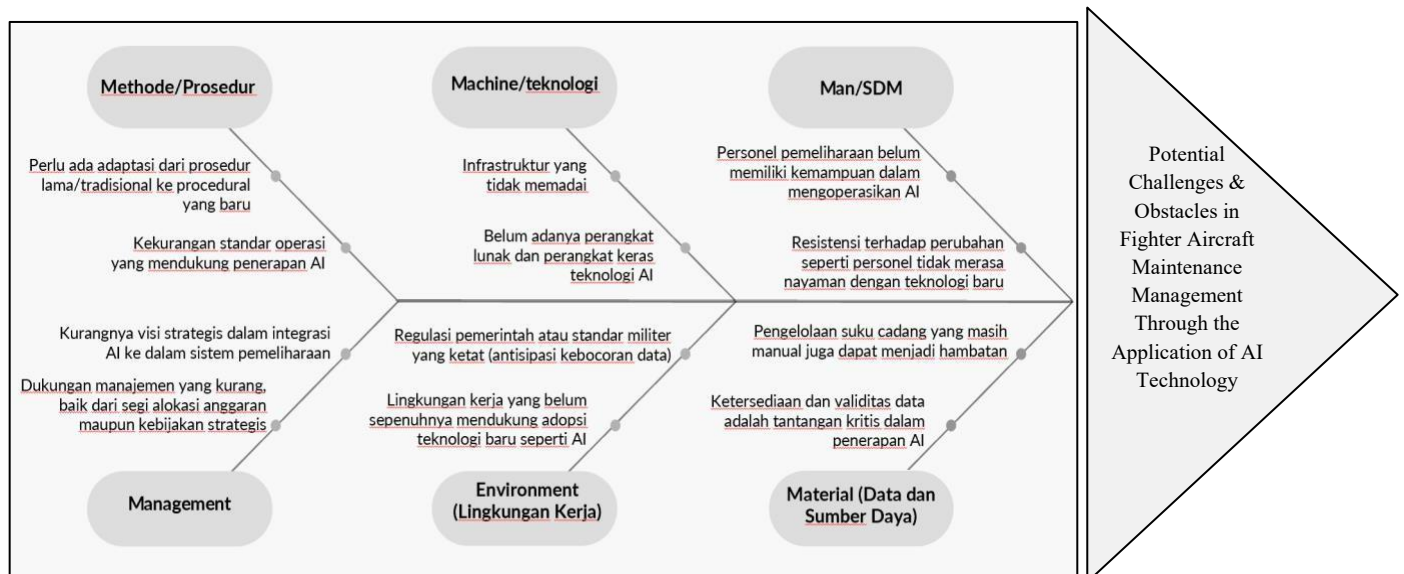 Methode/Prosedur
Perlu ada adaptasi dari prosedur
lama/tradisional ke procedural
yang baru
Kekurangan standar operasi
yang mendukung penerapan AI
Machine/teknologi
Infrastruktur yang
tidak memadai
Belum adanya perangkat
lunak dan perangkat keras
teknologi AI
Man/SDM
Personel pemeliharaan belum
memiliki kemampuan dalam
mengoperasikan AI
Resistensi terhadap perubahan
seperti personel tidak merasa
nayaman dengan teknologi baru
Kurangnya visi strategis dalam integrasi
AI ke dalam sistem pemeliharaan
Dukungan manajemen yang kurang,
baik dari segi alokasi anggaran
maupun kebijakan strategis
Management
Regulasi pemerintah atau standar militer
yang ketat (antisipasi kebocoran data)
Lingkungan kerja yang belum
sepenuhnya mendukung adopsi
teknologi baru seperti AI
Environment
(Lingkungan Kerja)
Pengelolaan suku cadang yang masih
manual juga dapat menjadi hambatan
Ketersediaan dan validitas data
adalah tantangan kritis dalam
penerapan AI
Material (Data dan
Sumber Daya)
Potential
Challenges &
Obstacles in
Fighter Aircraft
Maintenance
Management
Through the
Application of AI
Technology